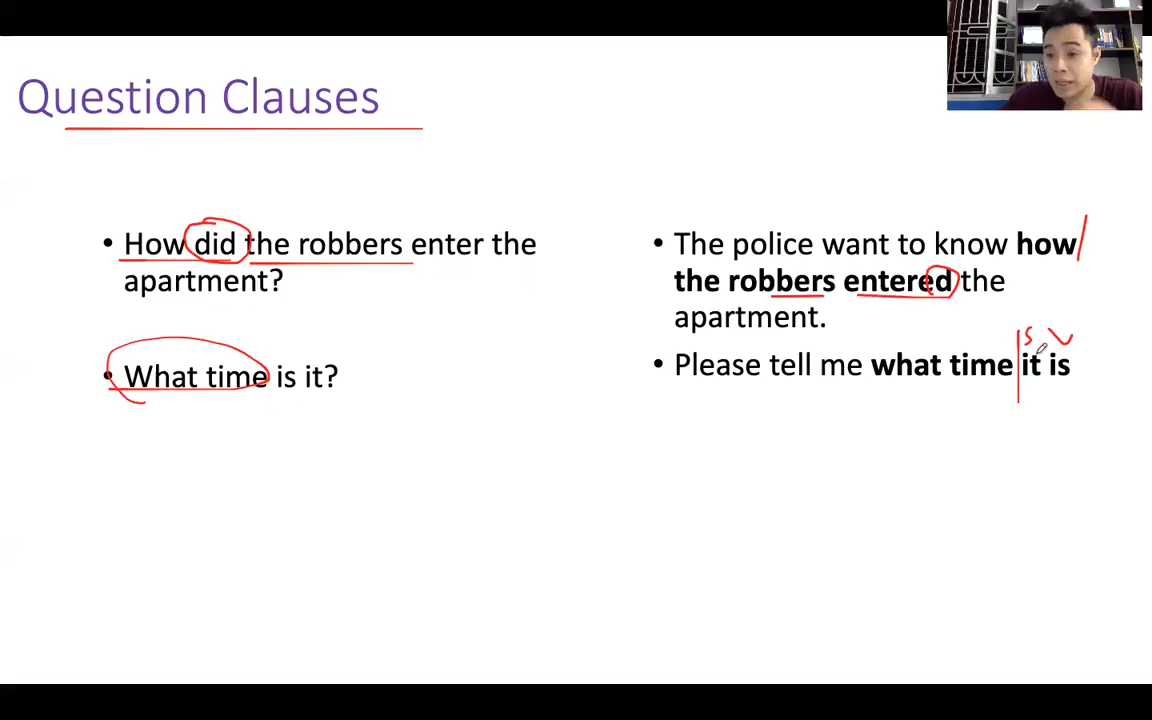 Question Clauses
• How did the robbers enter the
apartment?
• What time is it?
• The police want to know how
the robbers entered the
apartment.
S V
• Please tell me what time it is